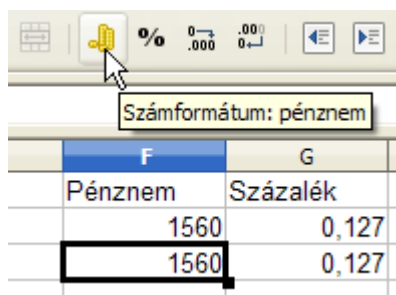 % 0 .000 .000 0
Számformátum: pénznem
F G
Pénznem Százalék
1560 0,127
1560 0,127